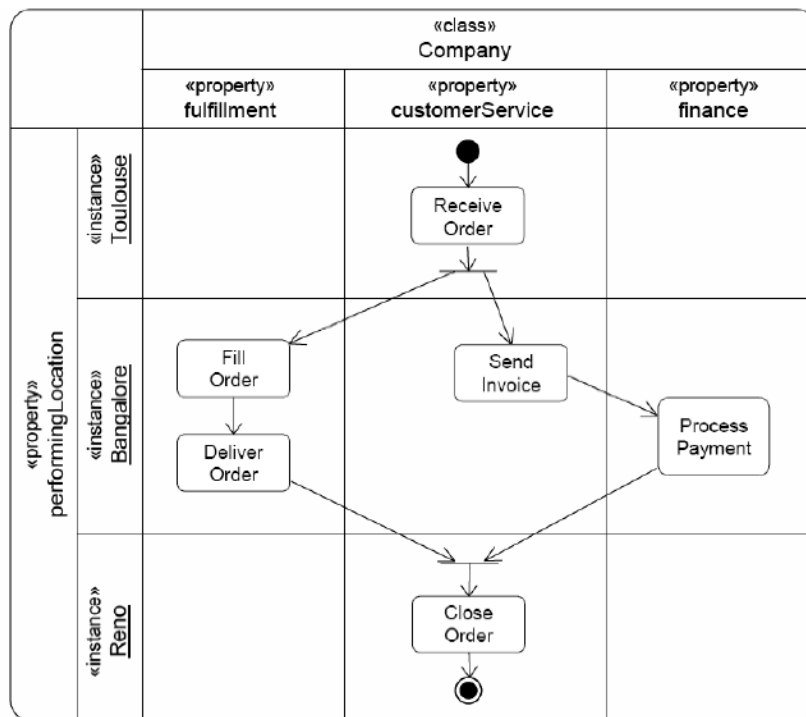 «class»
Company
«property»
fulfillment
«property»
customerService
«property»
finance
«property»
performingLocation
«instance»
Toulouse
Receive
Order
«instance»
Bangalore
Fill
Order
Send
Invoice
Process
Payment
Deliver
Order
«instance»
Reno
Close
Order